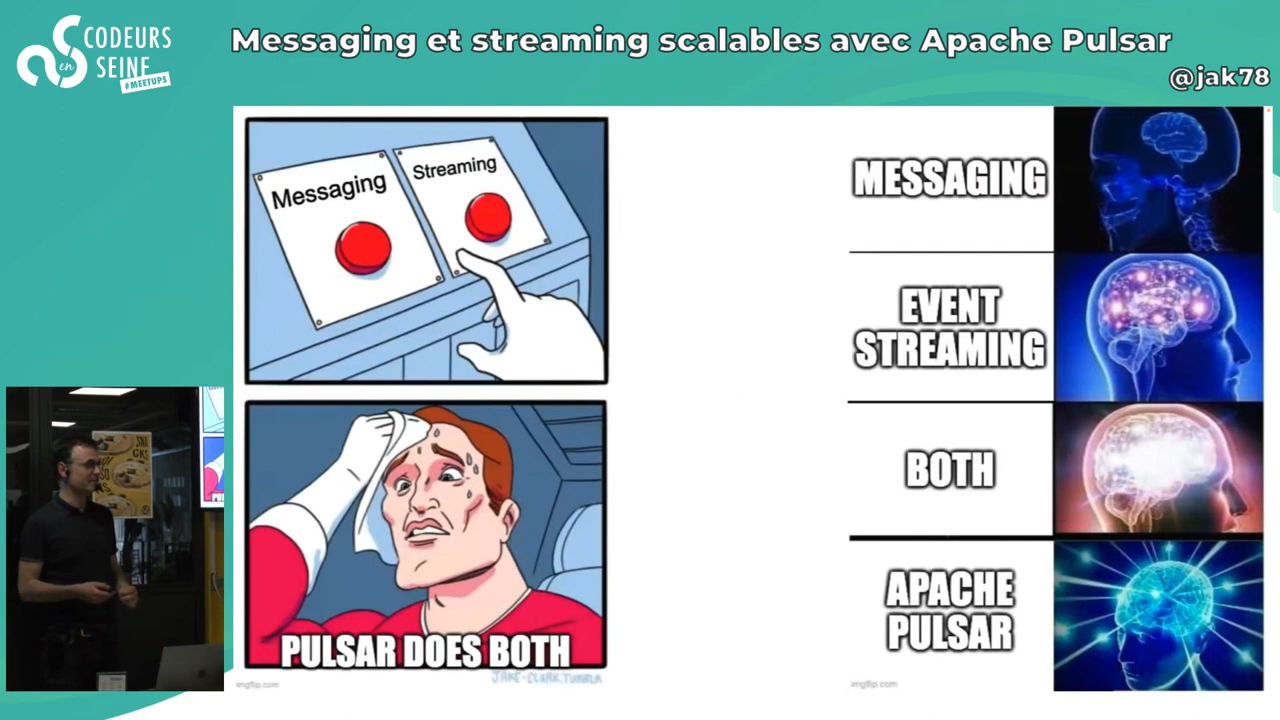 CODEURS
en
SEINE
#MEETUPS
Messaging et streaming scalables avec Apache Pulsar
@jak78
Messaging
Streaming
PULSAR DOES BOTH
JAKE-CLARK.TUMBLR
imgflip.com
MESSAGING
EVENT
STREAMING
BOTH
APACHE
PULSAR
imgflip.com